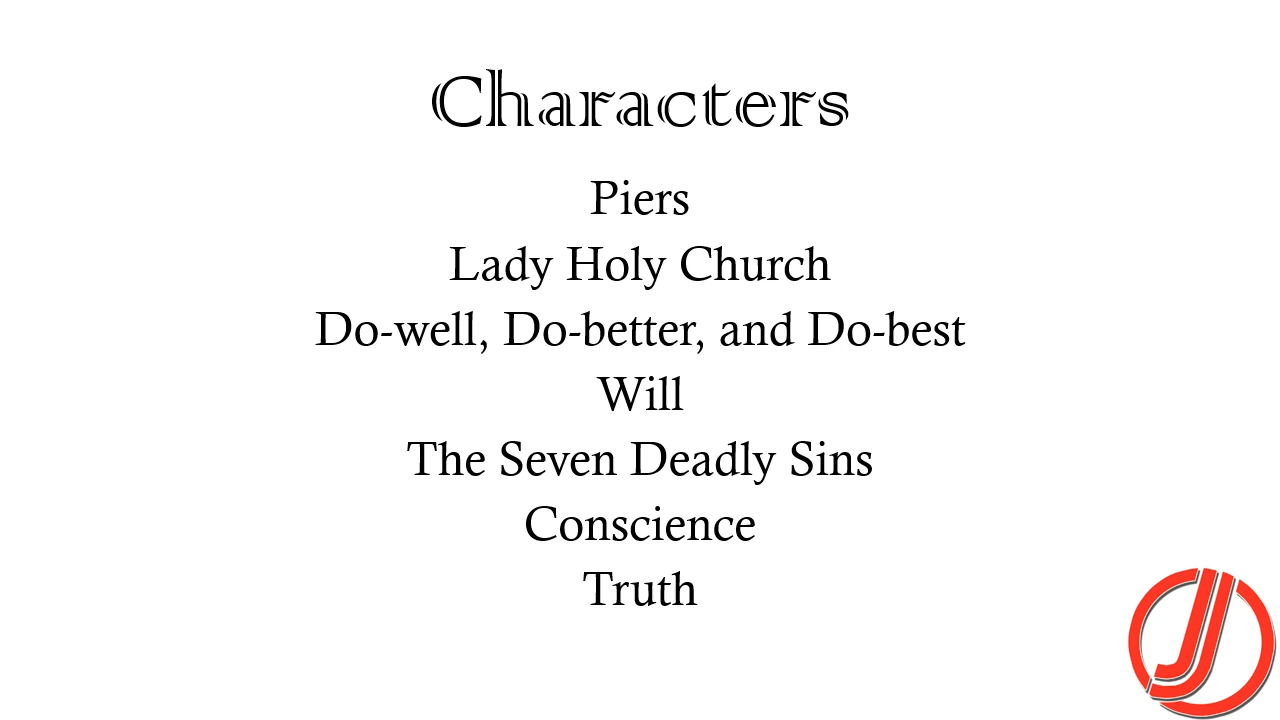 Characters
Piers
Lady Holy Church
Do-well, Do-better, and Do-best
Will
The Seven Deadly Sins
Conscience
Truth